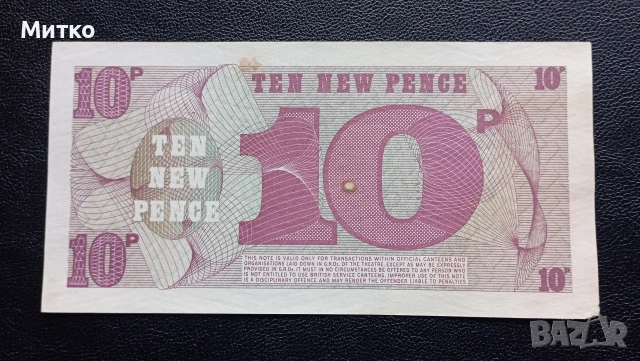 Митко
10P
TEN NEW PENCE
10P
TEN
NEW
PENCE
10
P
10P
THIS NOTE IS VALID ONLY FOR TRANSACTIONS WITHIN OFFICIAL CANTEENS AND
ORGANISATIONS LAID DOWN IN G.R.Os. OF THE THEATRE, EXCEPT AS MAY BE EXPRESSLY
PROVIDED IN G.R.Os. IT MUST IN NO CIRCUMSTANCES BE OFFERED TO ANY PERSON WHO
IS NOT ENTITLED TO USE BRITISH SERVICE CANTEENS. IMPROPER USE OF THIS NOTE
IS A DISCIPLINARY OFFENCE AND MAY RENDER THE OFFENDER LIABLE TO PENALTIES
10P
BAZAR